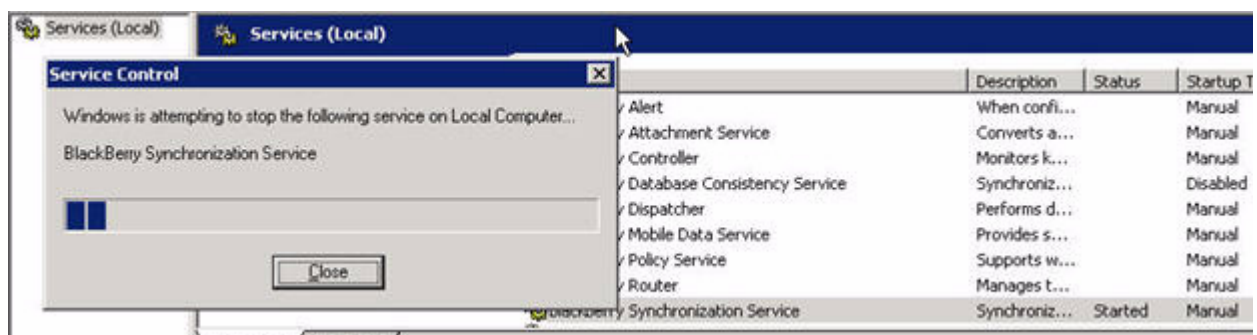 Services (Local)
Services (Local)
Service Control
Windows is attempting to stop the following service on Local Computer...
BlackBerry Synchronization Service
Close
Description Status Startup T
y Alert When confi... Manual
y Attachment Service Converts a... Manual
y Controller Monitors k... Manual
y Database Consistency Service Synchroniz... Disabled
y Dispatcher Performs d... Manual
y Mobile Data Service Provides s... Manual
y Policy Service Supports w... Manual
y Router Manages t... Manual
BlackBerry Synchronization Service Synchroniz... Started Manual